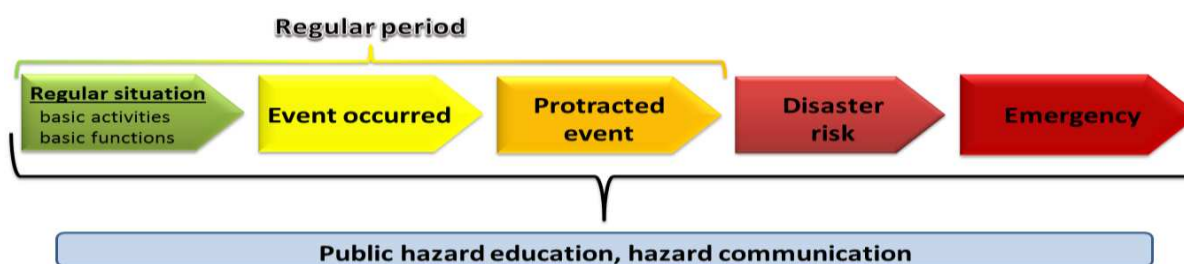 Regular period
Regular situation
basic activities
basic functions
Event occurred
Protracted
event
Disaster
risk
Emergency
Public hazard education, hazard communication